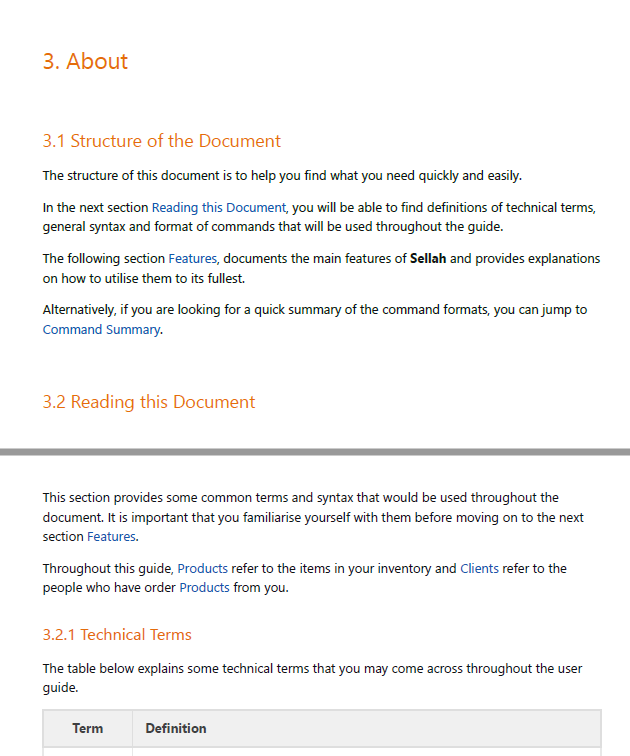 3. About
3.1 Structure of the Document
The structure of this document is to help you find what you need quickly and easily.
In the next section Reading this Document, you will be able to find definitions of technical terms,
general syntax and format of commands that will be used throughout the guide.
The following section Features, documents the main features of Sellah and provides explanations
on how to utilise them to its fullest.
Alternatively, if you are looking for a quick summary of the command formats, you can jump to
Command Summary.
3.2 Reading this Document
This section provides some common terms and syntax that would be used throughout the
document. It is important that you familiarise yourself with them before moving on to the next
section Features.
Throughout this guide, Products refer to the items in your inventory and Clients refer to the
people who have order Products from you.
3.2.1 Technical Terms
The table below explains some technical terms that you may come across throughout the user
guide.
Term Definition